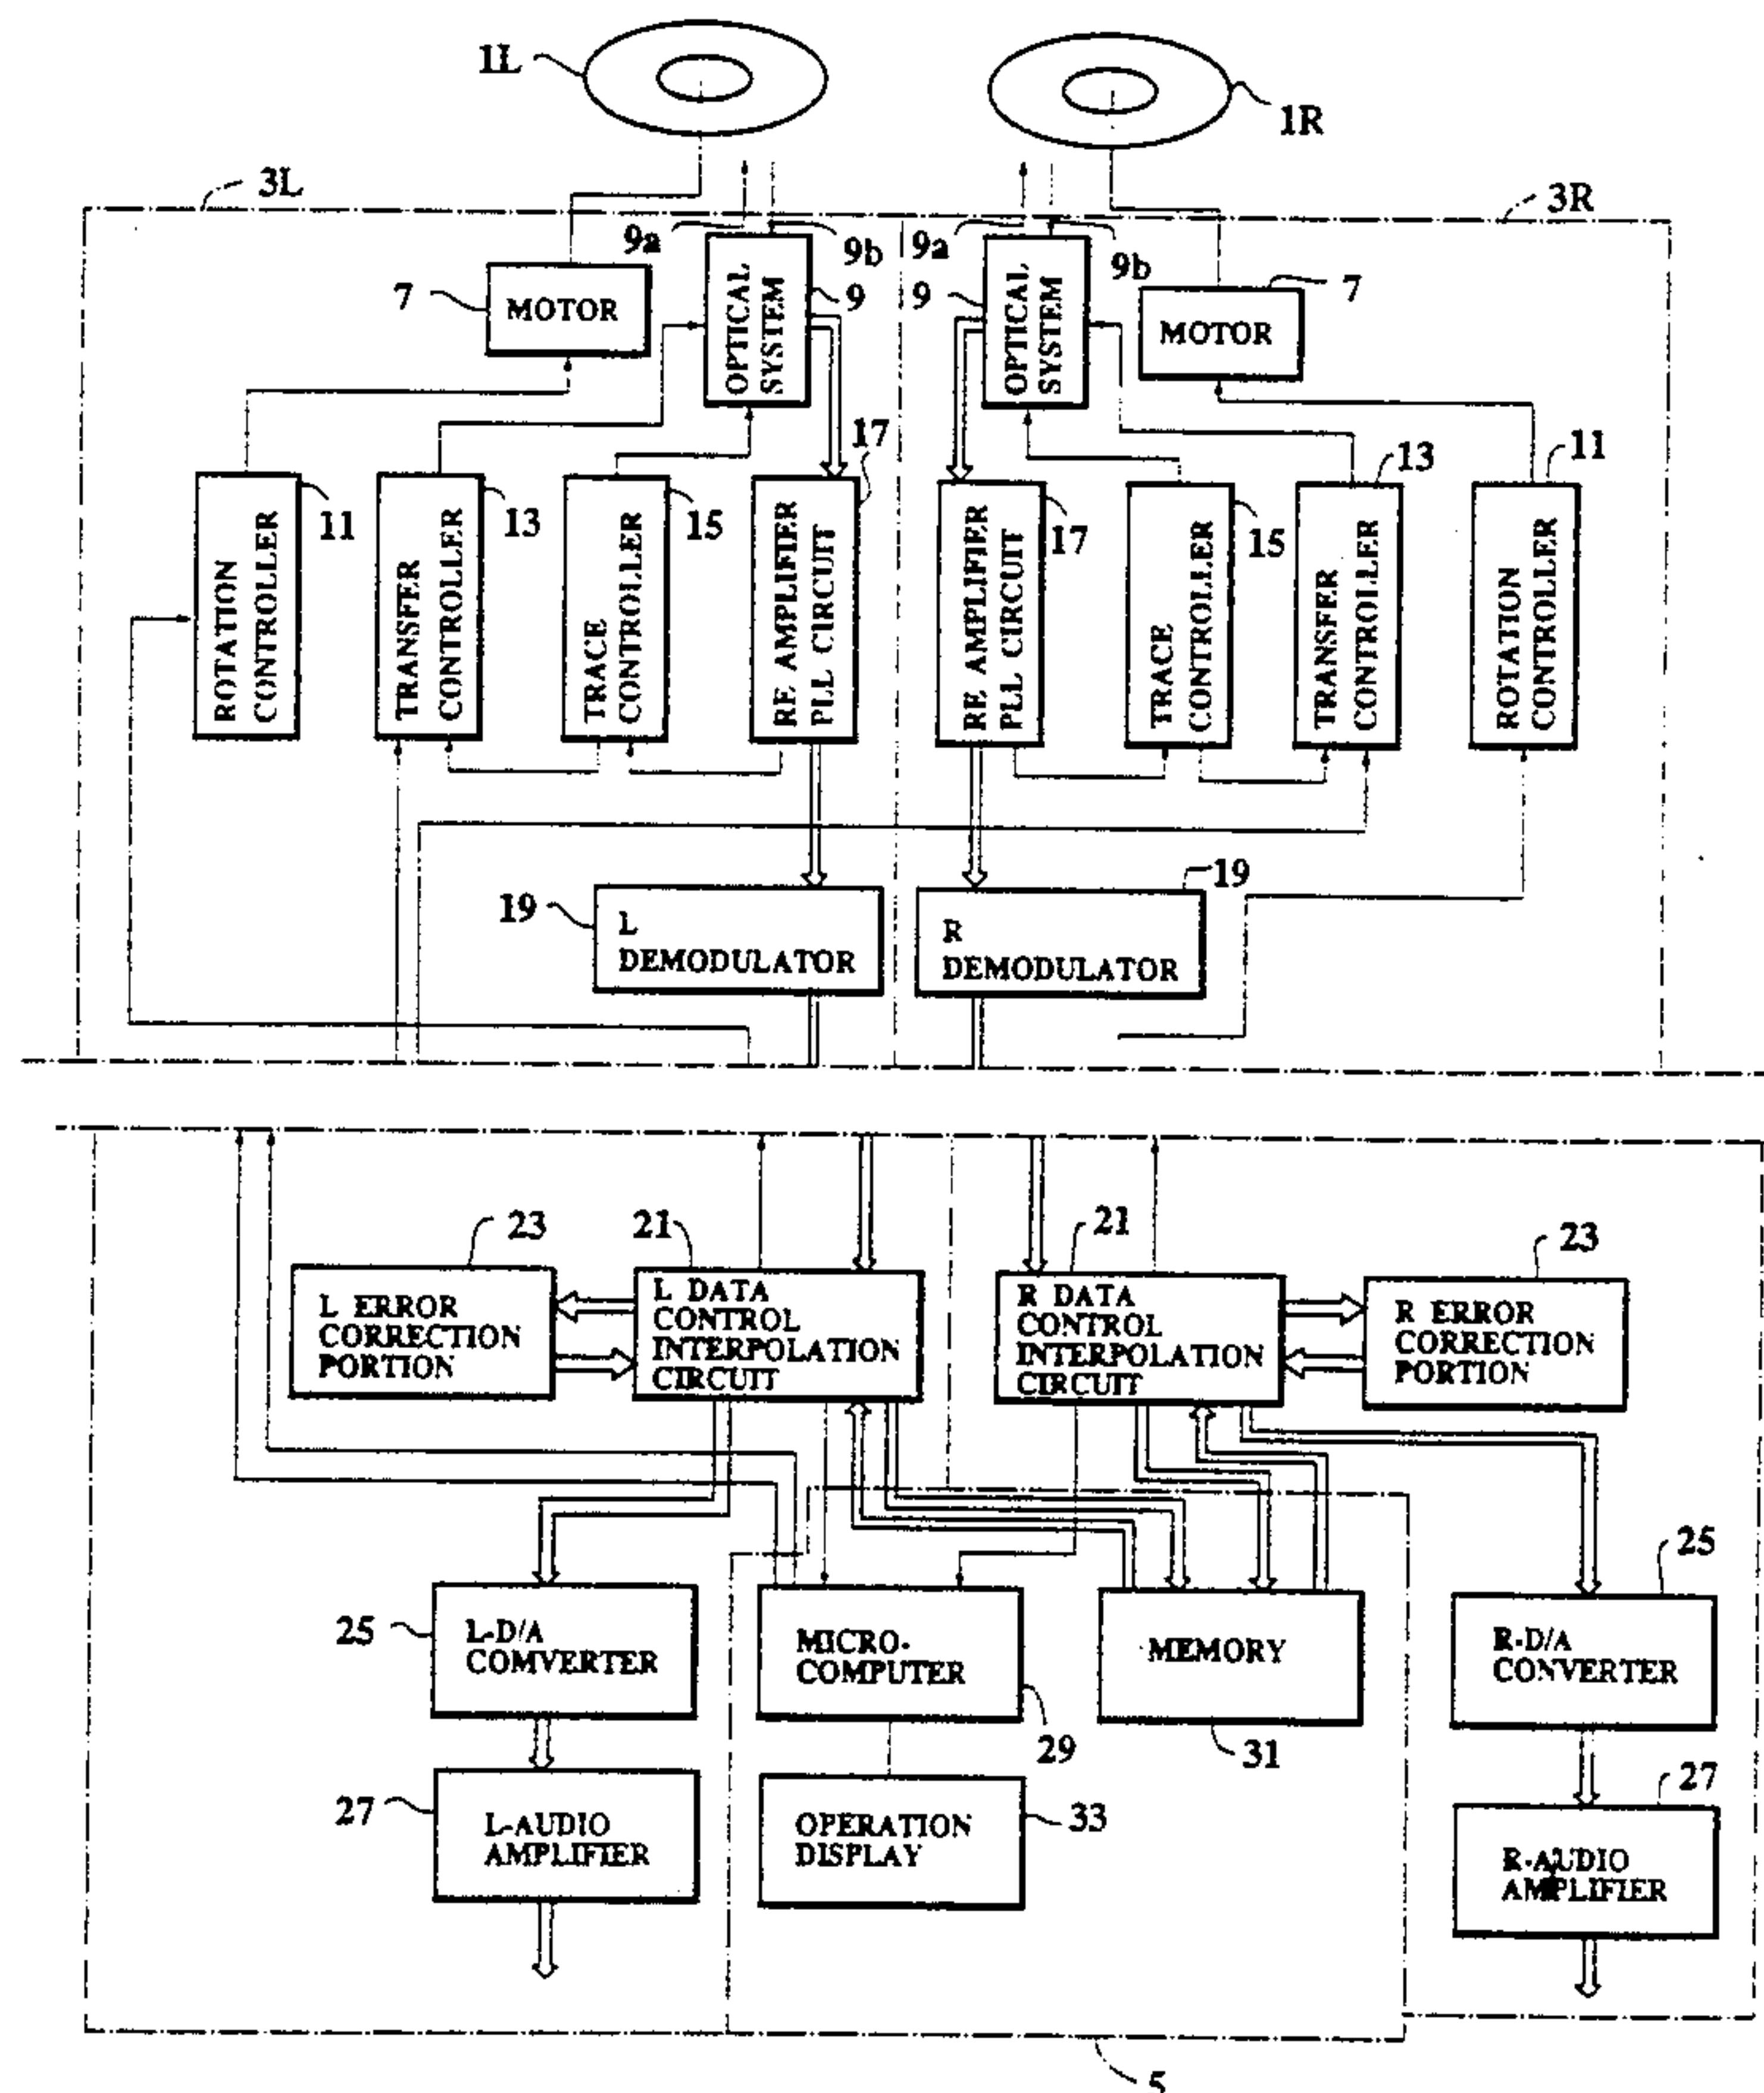 1L
1R
3L
3R
9a
9b
9a
9b
7
MOTOR
OPTICAL
SYSTEM
9
9
OPTICAL
SYSTEM
MOTOR
7
17
11
13
15
17
15
13
11
ROTATION
CONTROLLER
TRANSFER
CONTROLLER
TRACE
CONTROLLER
RE AMPLIFIER
PLL CIRCUIT
RE AMPLIFIER
PLL CIRCUIT
TRACE
CONTROLLER
TRANSFER
CONTROLLER
ROTATION
CONTROLLER
19
L
DEMODULATOR
R
DEMODULATOR
19
23
21
21
23
L ERROR
CORRECTION
PORTION
L DATA
CONTROL
INTERPOLATION
CIRCUIT
R DATA
CONTROL
INTERPOLATION
CIRCUIT
R ERROR
CORRECTION
PORTION
25
L-D/A
COMVERTER
MICRO-
COMPUTER
29
MEMORY
31
25
R-D/A
CONVERTER
27
L-AUDIO
AMPLIFIER
OPERATION
DISPLAY
33
27
R-AUDIO
AMPLIFIER
5